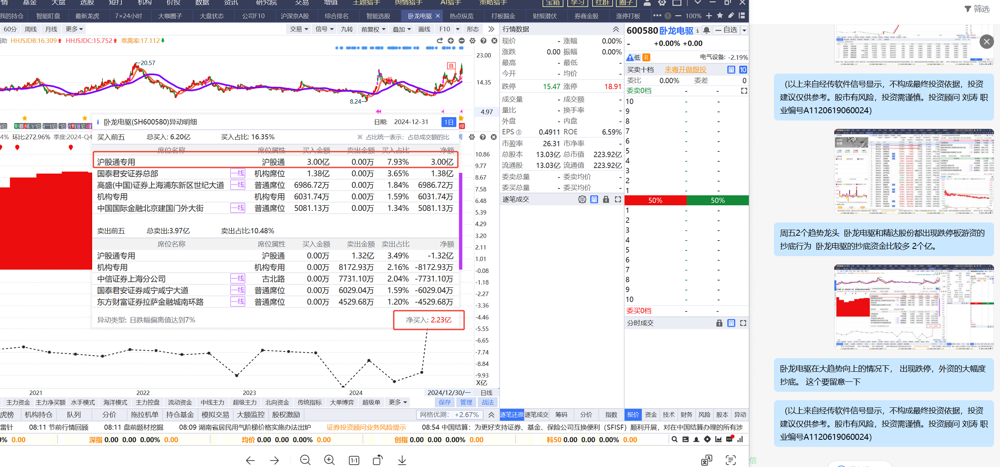 情 基金 大盘 选股 短打 机构 价投 数据 资讯 研究院 交易 增值 主题猎手 舆情猎手 AI猎手 策略猎手 宝箱 学习 社群 圈子
我的持仓 智能盯盘 最新龙虎 7×24小时 大咖圈子 大盘状态 公司F10 沪深京A股 综合排名 智能选股 卧龙电驱 热点纵览 打板掘金 财报潜伏 券商金股 涨停打板 100%
60分 周线 月线 更多 交易 信号 九转 前复权 叠加 画线 F10 形态
助 HHJSJDB:16.309 HHJSJDC:15.752 乖离率:17.112
23.00
20.57
自
14.35
8.24
4.97
4% 环比:272.96% 季度:2024-Q4
押
卧龙电驱(SH600580)异动明细 日期: 2024-12-31 1日
买入前五 总买入: 6.20亿 买入占比: 16.35% ※ 占比统一表示: 占总成交额的比
席位名称 席位属性 买入金额 卖出金额 买入占比 净额
沪股通专用 沪股通 3.00亿 0.00万 7.93% 3.00亿
国泰君安证券总部 一线 机构席位 1.38亿 0.00万 3.65% 1.38亿
高盛(中国)证券上海浦东新区世纪大道 一线 普通席位 6986.72万 0.00万 1.84% 6986.72万
机构专用 机构专用 6031.74万 0.00万 1.59% 6031.74万
中国国际金融北京建国门外大街 一线 普通席位 5081.13万 0.00万 1.34% 5081.13万
卖出前五 总卖出:3.97亿 卖出占比:10.48%
席位名称 席位属性 买入金额 卖出金额 卖出占比 净额
沪股通专用 沪股通 0.00万 1.32亿 3.49% -1.32亿
机构专用 机构专用 0.00万 8172.93万 2.16% -8172.93万
中信证券上海分公司 一线 古北路 0.00万 7731.10万 2.04% -7731.10万
国泰君安证券咸宁咸宁大道 一线 普通席位 0.00万 6029.04万 1.59% -6029.04万
东方财富证券拉萨金融城南环路 一线 普通席位 0.00万 4529.68万 1.20% -4529.68万
异动类型: 日跌幅偏离值达到7% 净买入: 2.23亿
10.86
9.77
8.67
7.58
6.48
5.39
4.29
3.20
2.11
1.01
-0.08
-1.18
-2.27
-3.36
-4.46
-5.55
-6.65
-7.74
-8.84
-9.93
X亿
2021 2022 2023 2024 2024/12/30/一 日线
主力资金 主力净买额 水手模式 海洋模式 主力控盘 流动资金 中线主力 超级主力 北向资金 传统指标 大单博弈 超级单 更多 保存 管理 战法
虎榜 机构持仓 队列 分价 拖拉机单 持仓基金 模拟交易 大额监控 股权激励 网格优测: +2.67%
行情数据
现价 - 涨幅 0.00%
涨跌 0.00 振幅 0.00%
最高 - 最低 -
今开 - 均价 -
跌停 15.47 涨停 18.91
成交量 - 成交额 -
量比 - 换手率 -
外盘 - 内盘 -
EPS③ 0.4911 ROE 6.59%
市盈率 26.31 市净率 -
总股本 13.03亿 总市值 223.92亿
流通股 13.03亿 流通值 223.92亿
委卖总量 - 委卖均价 -
委买总量 - 委买均价 -
逐笔成交 量
逐笔还原 逐笔成交 筹码 分价 指数
600580 卧龙电驱 自选
- +0.00% +0.00
低 R 电气设备: -2.19%
买卖十档 来粤开做跟投 量 10
委比 0.00% 委差 0
委卖0档 - -
10 - -
9 - -
8 - -
7 - -
6 - -
5 - -
4 - -
3 - -
2 - -
1 - -
50% 50%
1 - -
2 - -
3 - -
4 - -
5 - -
6 - -
7 - -
8 - -
9 - -
10 - -
委买0档 - -
分时成交 量
报价 资金 技术 财务 风险 股本 异动
雷针 08:11 节前行情回顾 08:11 盘前题材挖掘 08:09 湖南省居民用气阶梯价格实施办法出炉 证券投资顾问业务风险提示 08:54 中国结算: 为更好支持证券、基金、保险公司互换便利（SFISF）顺利开展，对在中国结算办理的所有涉
% 0.00 深指 0.00 0.00 0.00% 0.00 均价 0.00 0.00 0.00% 0.00 创指 0.00 0.00 0.00% 0.00 科50 0.00 0.00 0.00% 0.00
1:1
筛选
（以上来自经传软件信号显示，不构成最终投资依据，投资
建议仅供参考。股市有风险，投资需谨慎。投资顾问 刘涛 职
业编号A1120619060024）
周五2个趋势龙头 卧龙电驱和精达股份都出现跌停板游资的
抄底行为 卧龙电驱的抄底资金比较多 2个亿。
卧龙电驱在大趋势向上的情况下， 出现跌停，外资的大幅度
抄底。 这个要留意一下
（以上来自经传软件信号显示，不构成最终投资依据，投资
建议仅供参考。股市有风险，投资需谨慎。投资顾问 刘涛 职
业编号A1120619060024）
信